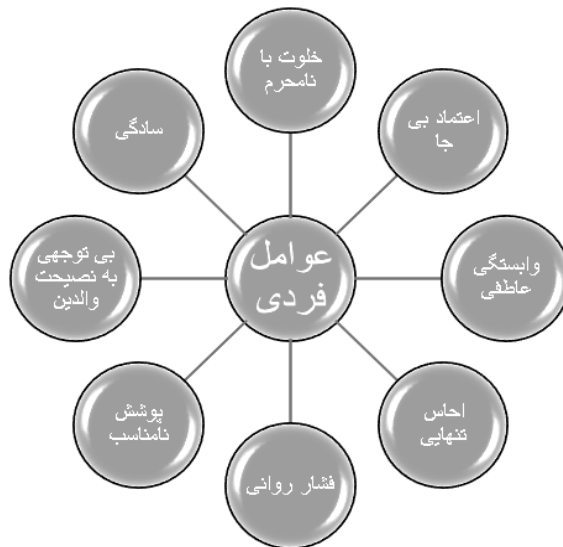 عوامل
فردی
خلوت با
نامحرم
اعتماد بی
جا
وابستگی
عاطفی
احاس
تنهایی
فشار روانی
پوشش
نامناسب
بی توجهی
به نصیحت
والدین
سادگی